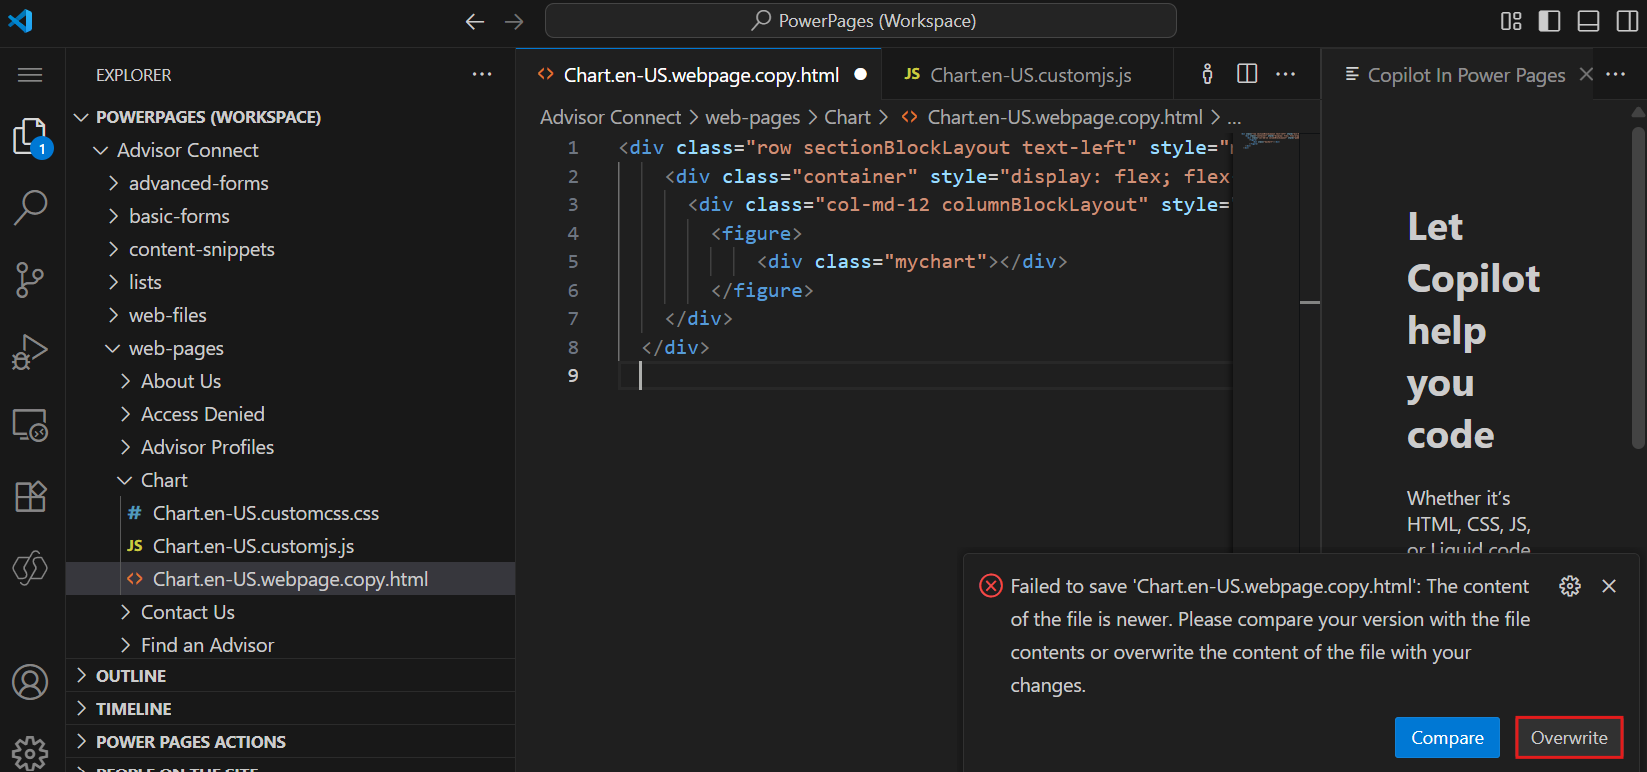 PowerPages (Workspace)
EXPLORER
1
POWERPAGES (WORKSPACE)
Advisor Connect
advanced-forms
basic-forms
content-snippets
lists
web-files
web-pages
About Us
Access Denied
Advisor Profiles
Chart
# Chart.en-US.customcss.css
JS Chart.en-US.customjs.js
<> Chart.en-US.webpage.copy.html
Contact Us
Find an Advisor
OUTLINE
TIMELINE
POWER PAGES ACTIONS
PEOPLE ON THE SITE
<> Chart.en-US.webpage.copy.html
JS Chart.en-US.customjs.js
Advisor Connect > web-pages > Chart > <> Chart.en-US.webpage.copy.html > ...
1 <div class="row sectionBlockLayout text-left" style="
2 <div class="container" style="display: flex; flex
3 <div class="col-md-12 columnBlockLayout" style=
4 <figure>
5 <div class="mychart"></div>
6 </figure>
7 </div>
8 </div>
9
Copilot In Power Pages
Let
Copilot
help
you
code
Whether it’s
HTML, CSS, JS,
or Liquid code
Failed to save 'Chart.en-US.webpage.copy.html': The content
of the file is newer. Please compare your version with the file
contents or overwrite the content of the file with your
changes.
Compare
Overwrite